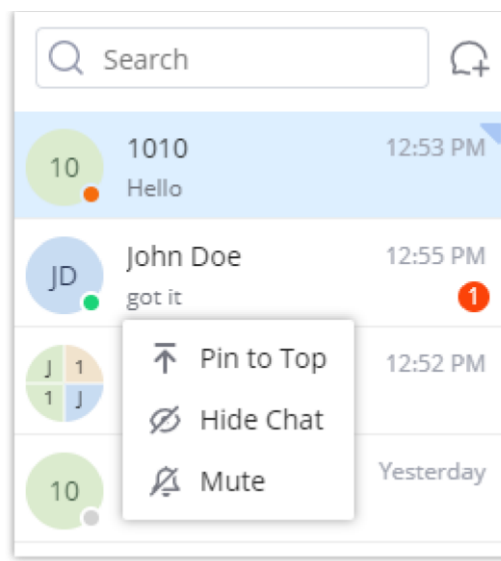 Search
10
1010
12:53 PM
Hello
JD
John Doe
12:55 PM
got it
1
J 1
1 J
12:52 PM
Pin to Top
Hide Chat
Mute
10
Yesterday